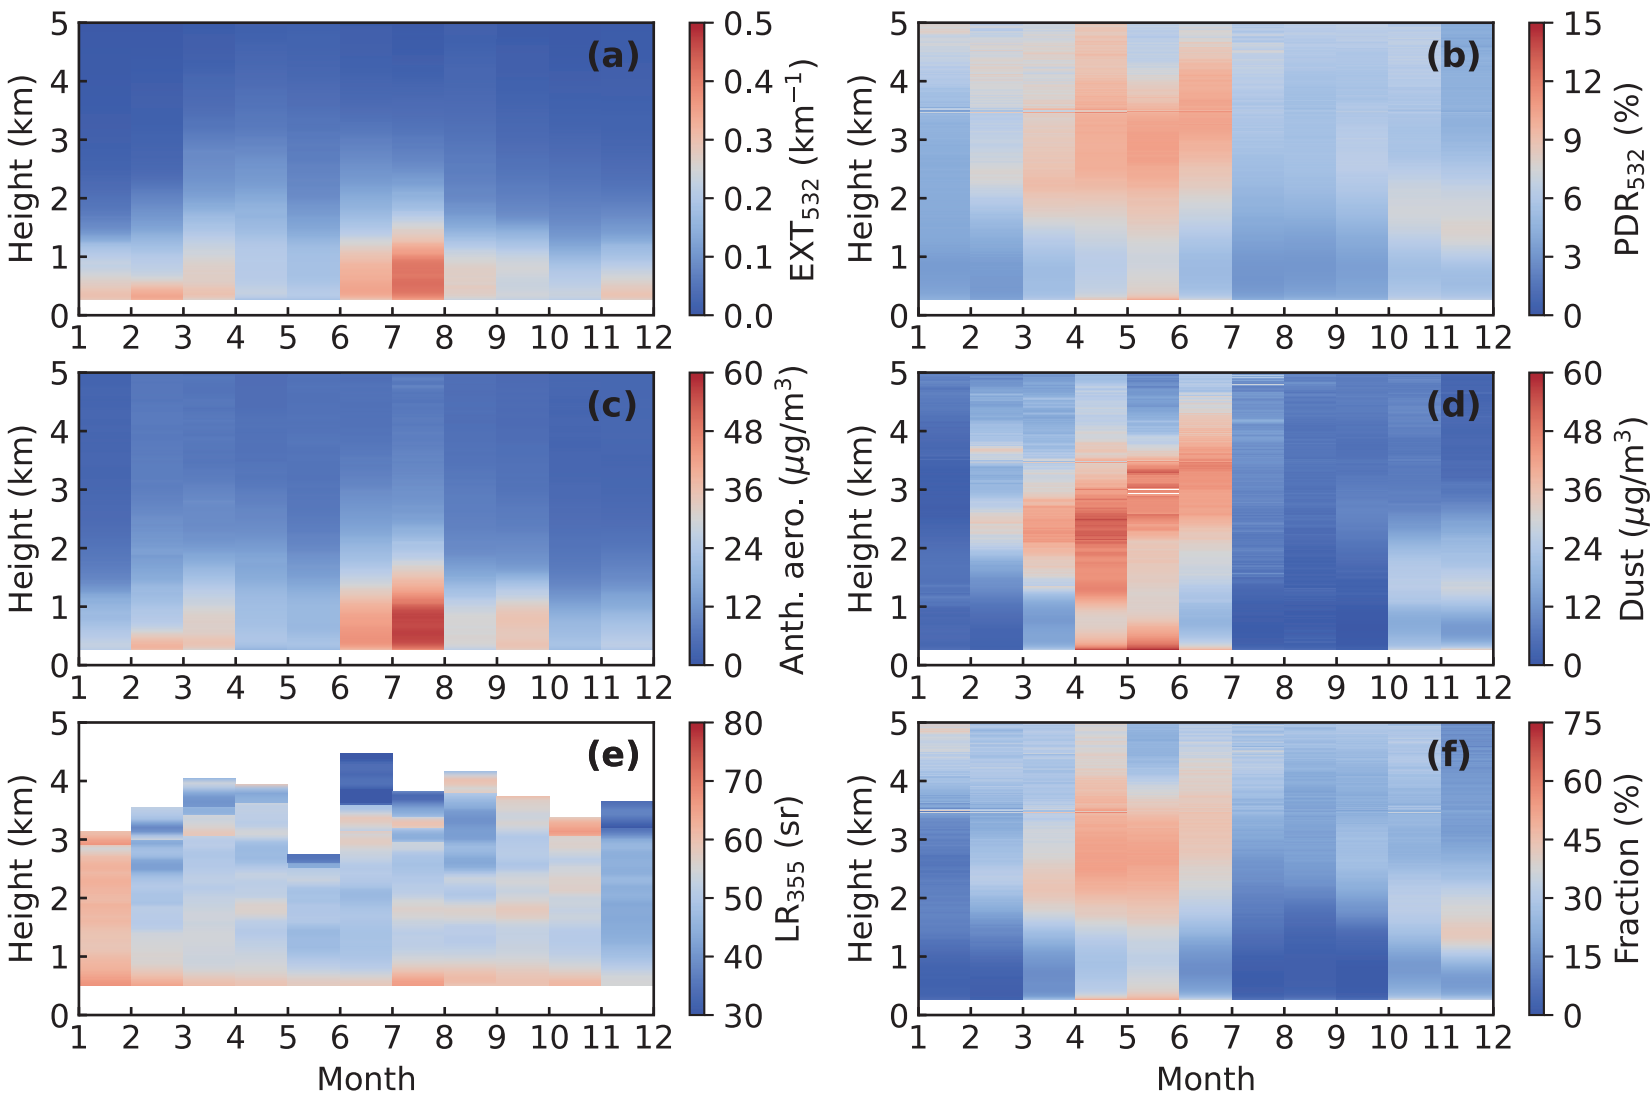 5
4
3
2
1
0
Height (km)
(a)
1 2 3 4 5 6 7 8 9 10 11 12
0.5
0.4
0.3
0.2
0.1
0.0
EXT532 (km−1)
5
4
3
2
1
0
Height (km)
(b)
1 2 3 4 5 6 7 8 9 10 11 12
15
12
9
6
3
0
PDR532 (%)
5
4
3
2
1
0
Height (km)
(c)
1 2 3 4 5 6 7 8 9 10 11 12
60
48
36
24
12
0
Anth. aero. (μg/m3)
5
4
3
2
1
0
Height (km)
(d)
1 2 3 4 5 6 7 8 9 10 11 12
60
48
36
24
12
0
Dust (μg/m3)
5
4
3
2
1
0
Height (km)
(e)
1 2 3 4 5 6 7 8 9 10 11 12
Month
80
70
60
50
40
30
LR355 (sr)
5
4
3
2
1
0
Height (km)
(f)
1 2 3 4 5 6 7 8 9 10 11 12
Month
75
60
45
30
15
0
Fraction (%)